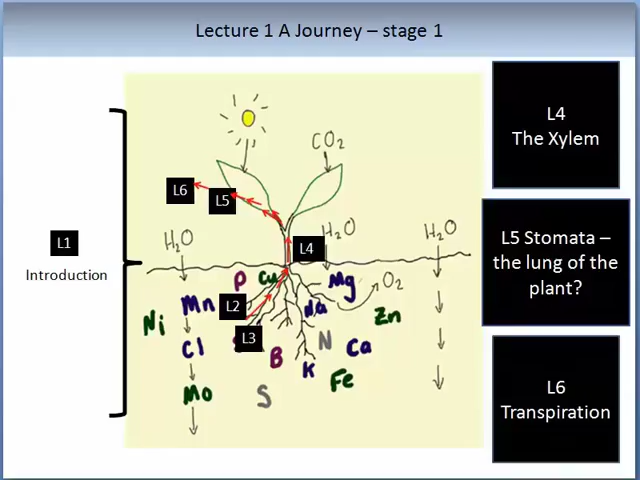 Lecture 1 A Journey – stage 1
L4
The Xylem
L5 Stomata –
the lung of the
plant?
L6
Transpiration
L1
Introduction
CO2
L6
L5
H2O
L4
H2O
H2O
P
Cu
Mg
O2
Mn
L2
Zn
Ni
L3
N
Cl
B
Ca
K
Fe
Mo
S